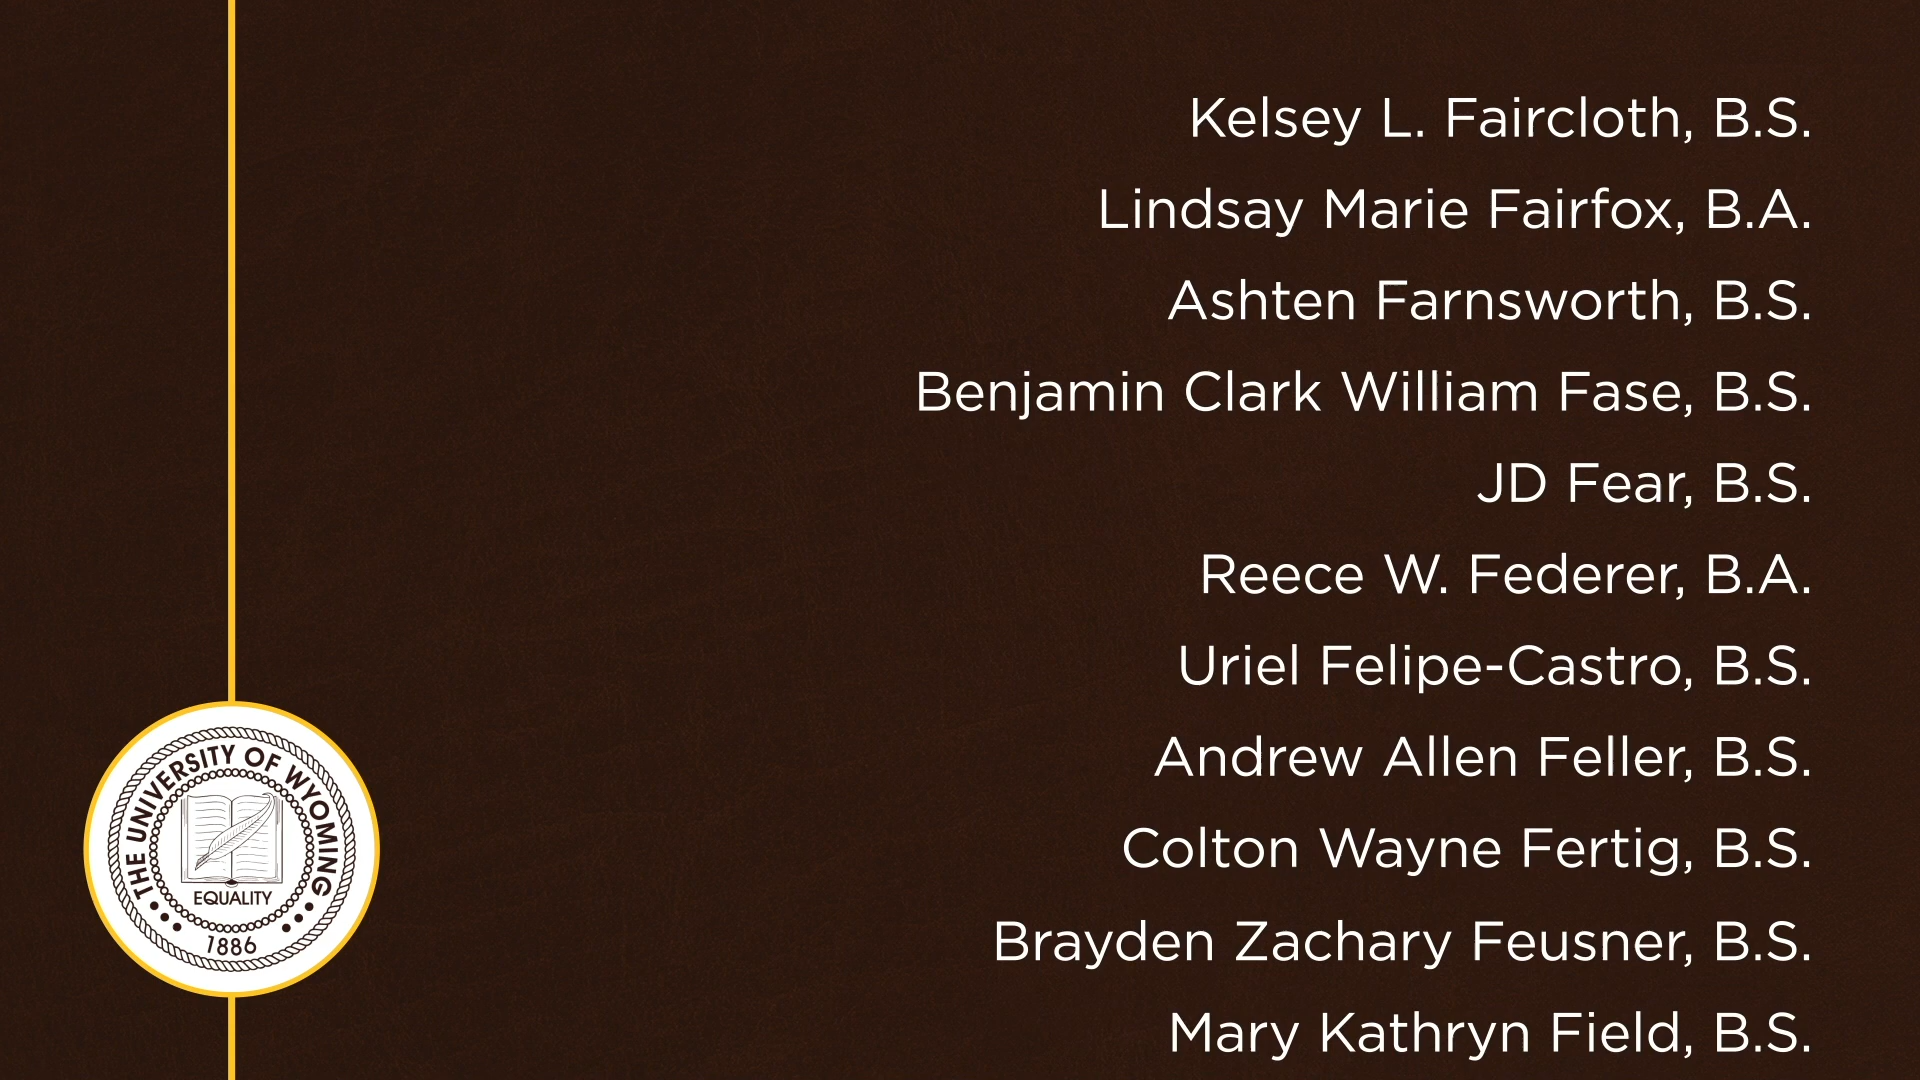 Kelsey L. Faircloth, B.S.
Lindsay Marie Fairfox, B.A.
Ashten Farnsworth, B.S.
Benjamin Clark William Fase, B.S.
JD Fear, B.S.
Reece W. Federer, B.A.
Uriel Felipe-Castro, B.S.
Andrew Allen Feller, B.S.
Colton Wayne Fertig, B.S.
Brayden Zachary Feusner, B.S.
Mary Kathryn Field, B.S.
THE UNIVERSITY OF WYOMING
EQUALITY
1886